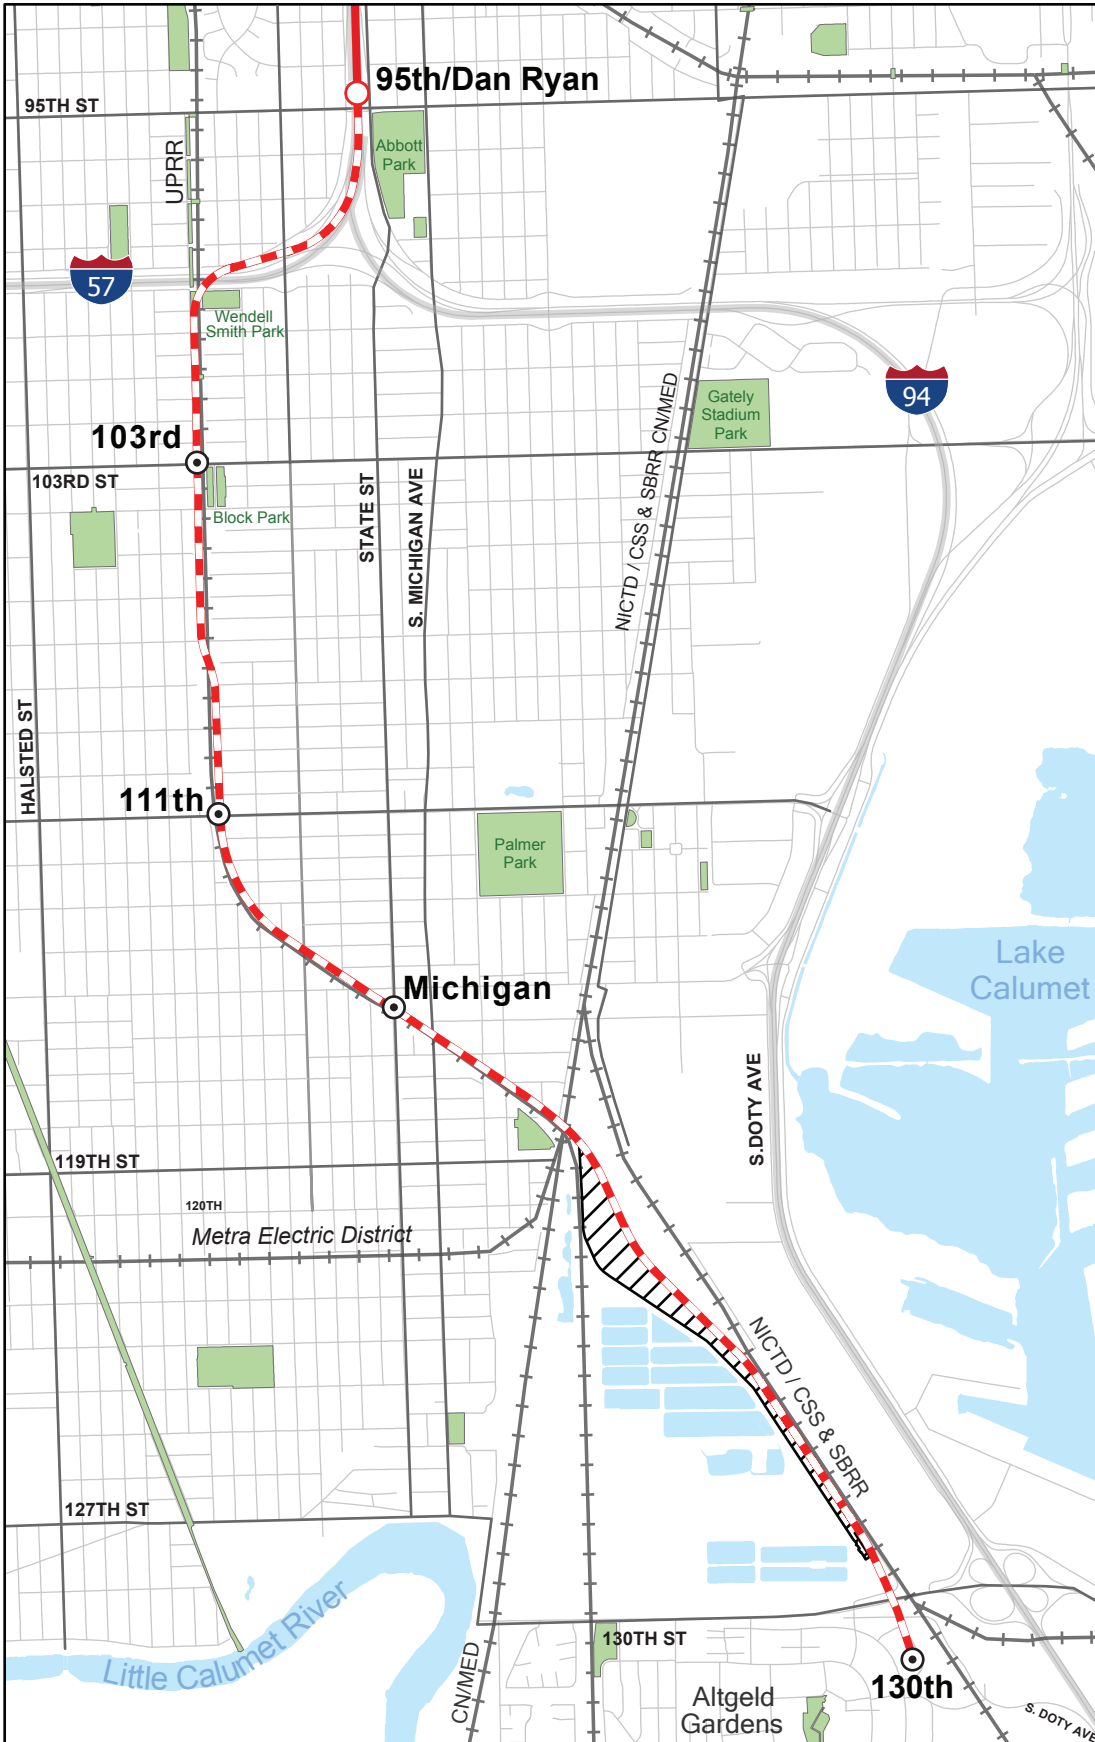 95th/Dan Ryan
95TH ST
UPRR
Abbott
Park
57
Wendell
Smith Park
94
Gately
Stadium
Park
NICTD / CSS & SBRR CN/MED
103rd
103RD ST
Block Park
STATE ST
S. MICHIGAN AVE
HALSTED ST
111th
Palmer
Park
Lake
Calumet
Michigan
S.DOTY AVE
119TH ST
120TH
Metra Electric District
NICTD / CSS & SBRR
127TH ST
Little Calumet River
CN/MED
130TH ST
130th
Altgeld
Gardens
S. DOTY AVE